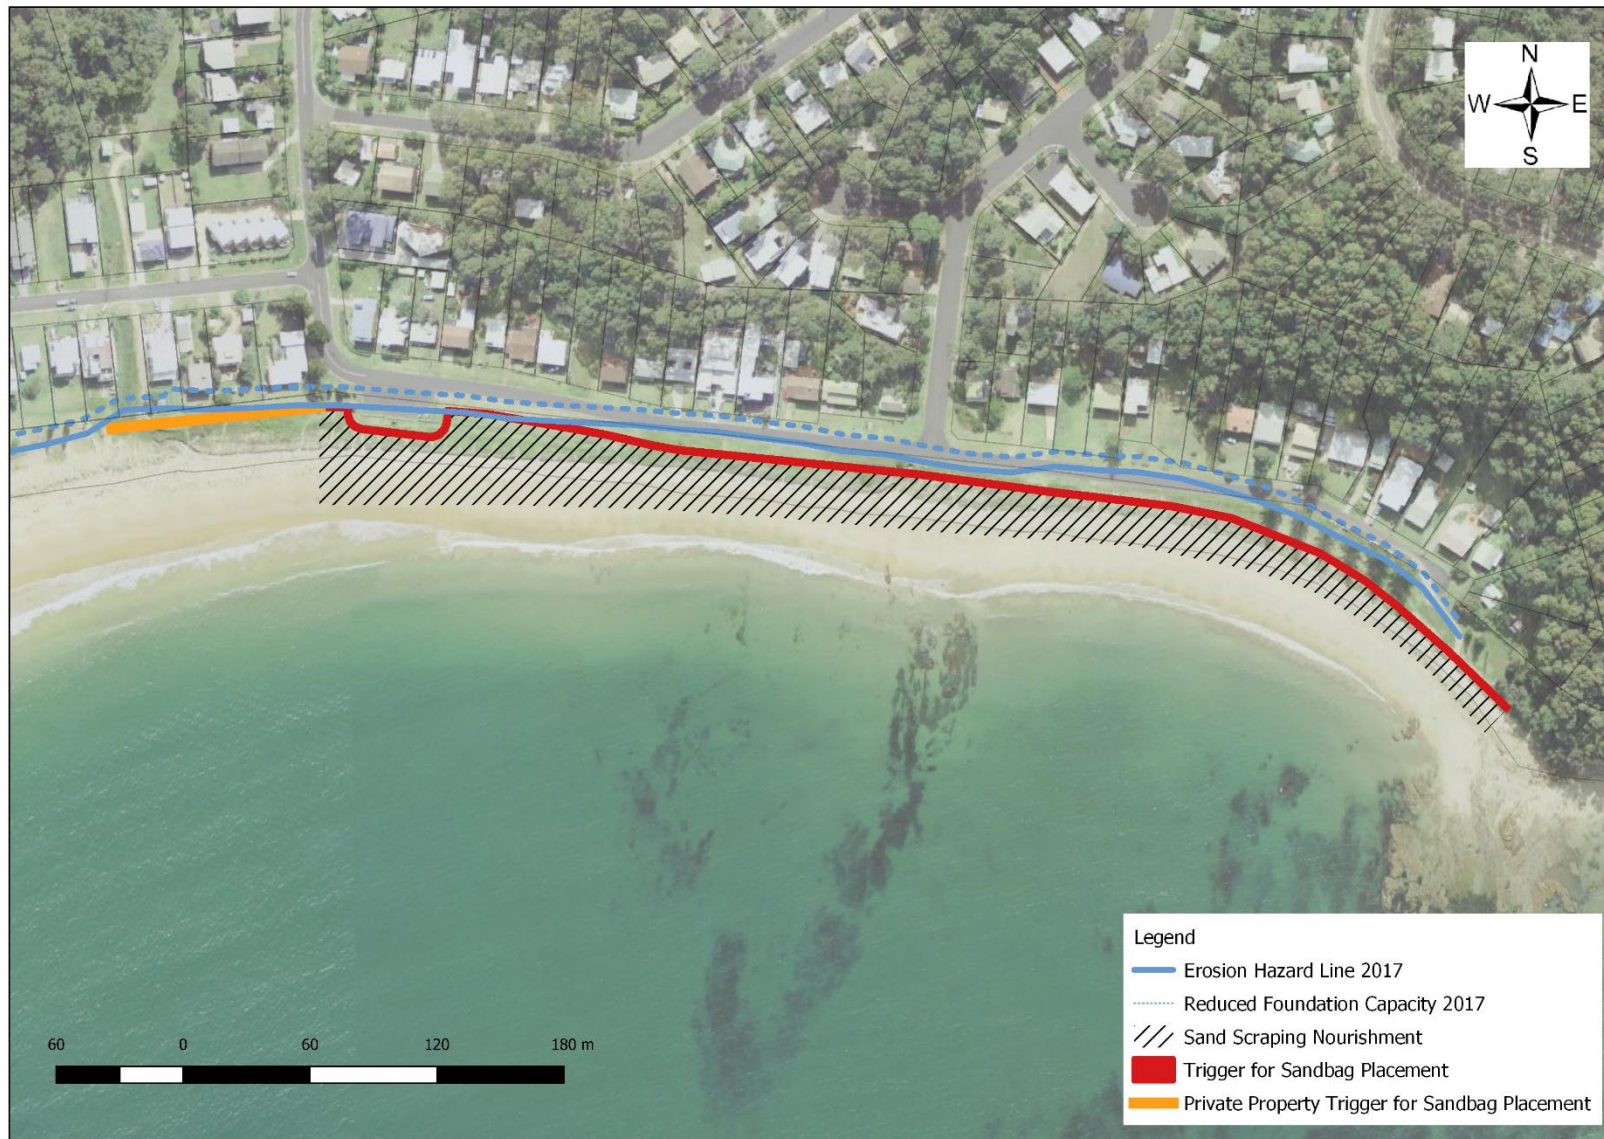 N
W E
S
60 0 60 120 180 m
Legend
Erosion Hazard Line 2017
Reduced Foundation Capacity 2017
Sand Scraping Nourishment
Trigger for Sandbag Placement
Private Property Trigger for Sandbag Placement